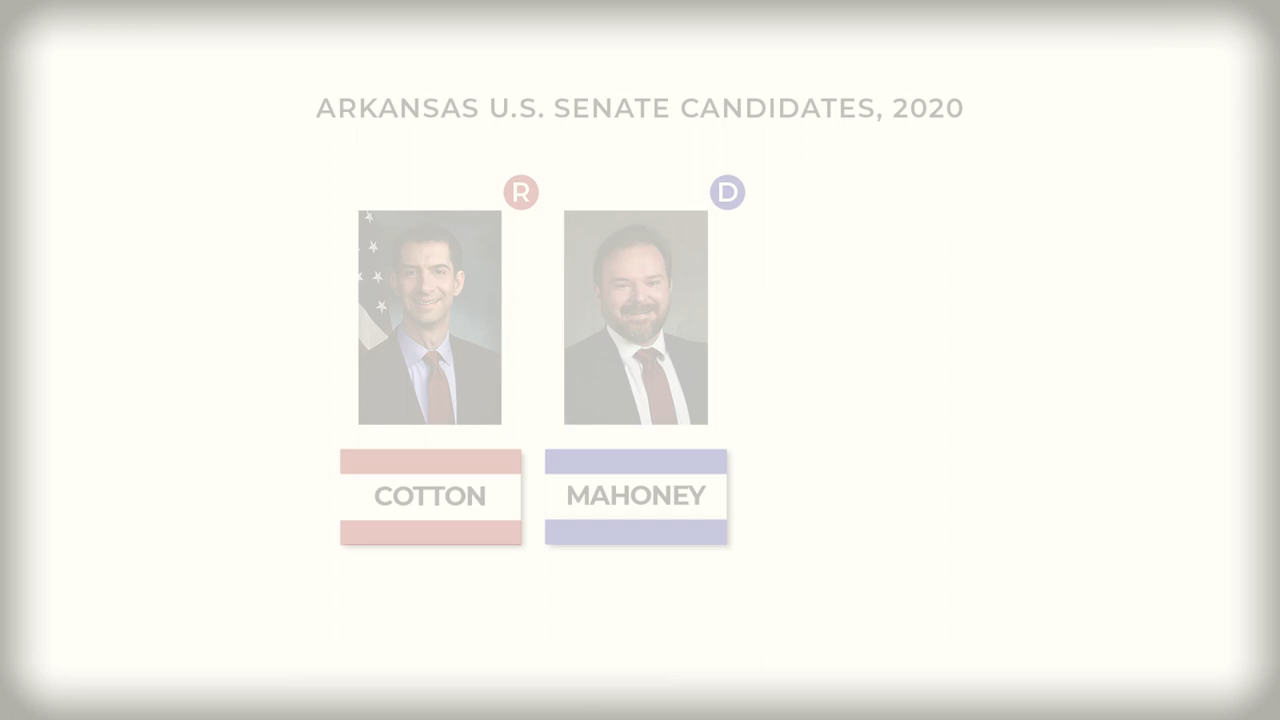 ARKANSAS U.S. SENATE CANDIDATES, 2020
R
D
COTTON
MAHONEY